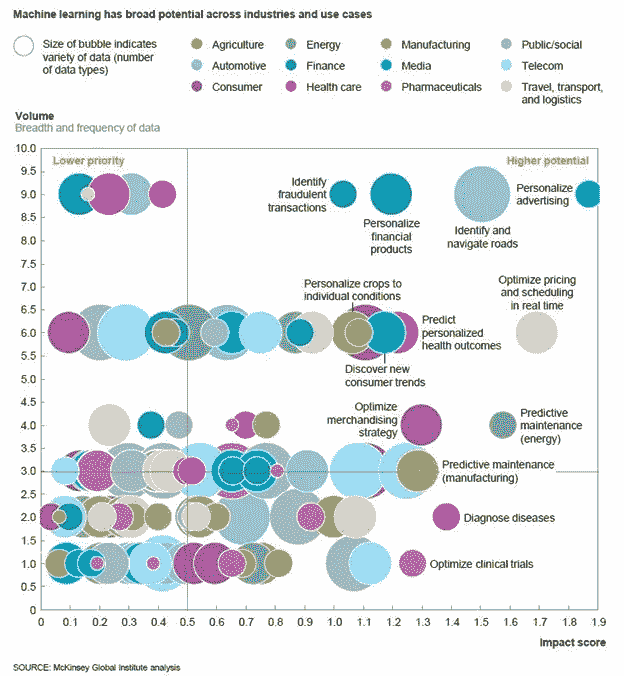 Machine learning has broad potential across industries and use cases
Size of bubble indicates
variety of data (number
of data types)
Agriculture
Energy
Manufacturing
Public/social
Automotive
Finance
Media
Telecom
Consumer
Health care
Pharmaceuticals
Travel, transport,
and logistics
Volume
Breadth and frequency of data
10.0
Lower priority
Higher potential
9.5
9.0
8.5
8.0
7.5
7.0
6.5
6.0
5.5
5.0
4.5
4.0
3.5
3.0
2.5
2.0
1.5
1.0
0.5
0
Identify
fraudulent
transactions
Personalize
financial
products
Identify and
navigate roads
Personalize
advertising
Personalize crops to
individual conditions
Optimize pricing
and scheduling
in real time
Predict
personalized
health outcomes
Discover new
consumer trends
Optimize
merchandising
strategy
Predictive
maintenance
(energy)
Predictive maintenance
(manufacturing)
Diagnose diseases
Optimize clinical trials
0 0.1 0.2 0.3 0.4 0.5 0.6 0.7 0.8 0.9 1.0 1.1 1.2 1.3 1.4 1.5 1.6 1.7 1.8 1.9
Impact score
SOURCE: McKinsey Global Institute analysis